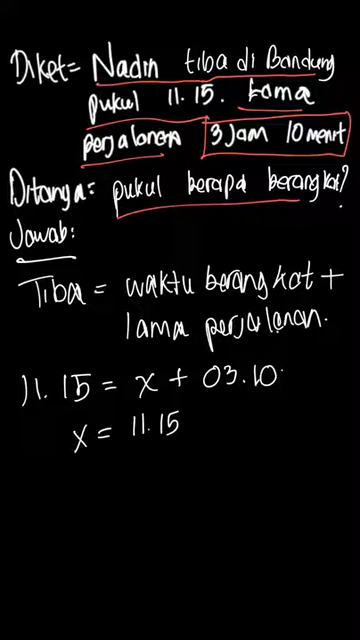 Diket= Nadin tiba di Bandung
pukul 11.15. Lama
perjalanan 3 Jam 10 menit
Ditanya= pukul berapa berangkat?
Jawab:
Tiba = waktu berangkat +
lama perjalanan.
11.15 = x + 03.10.
x = 11.15